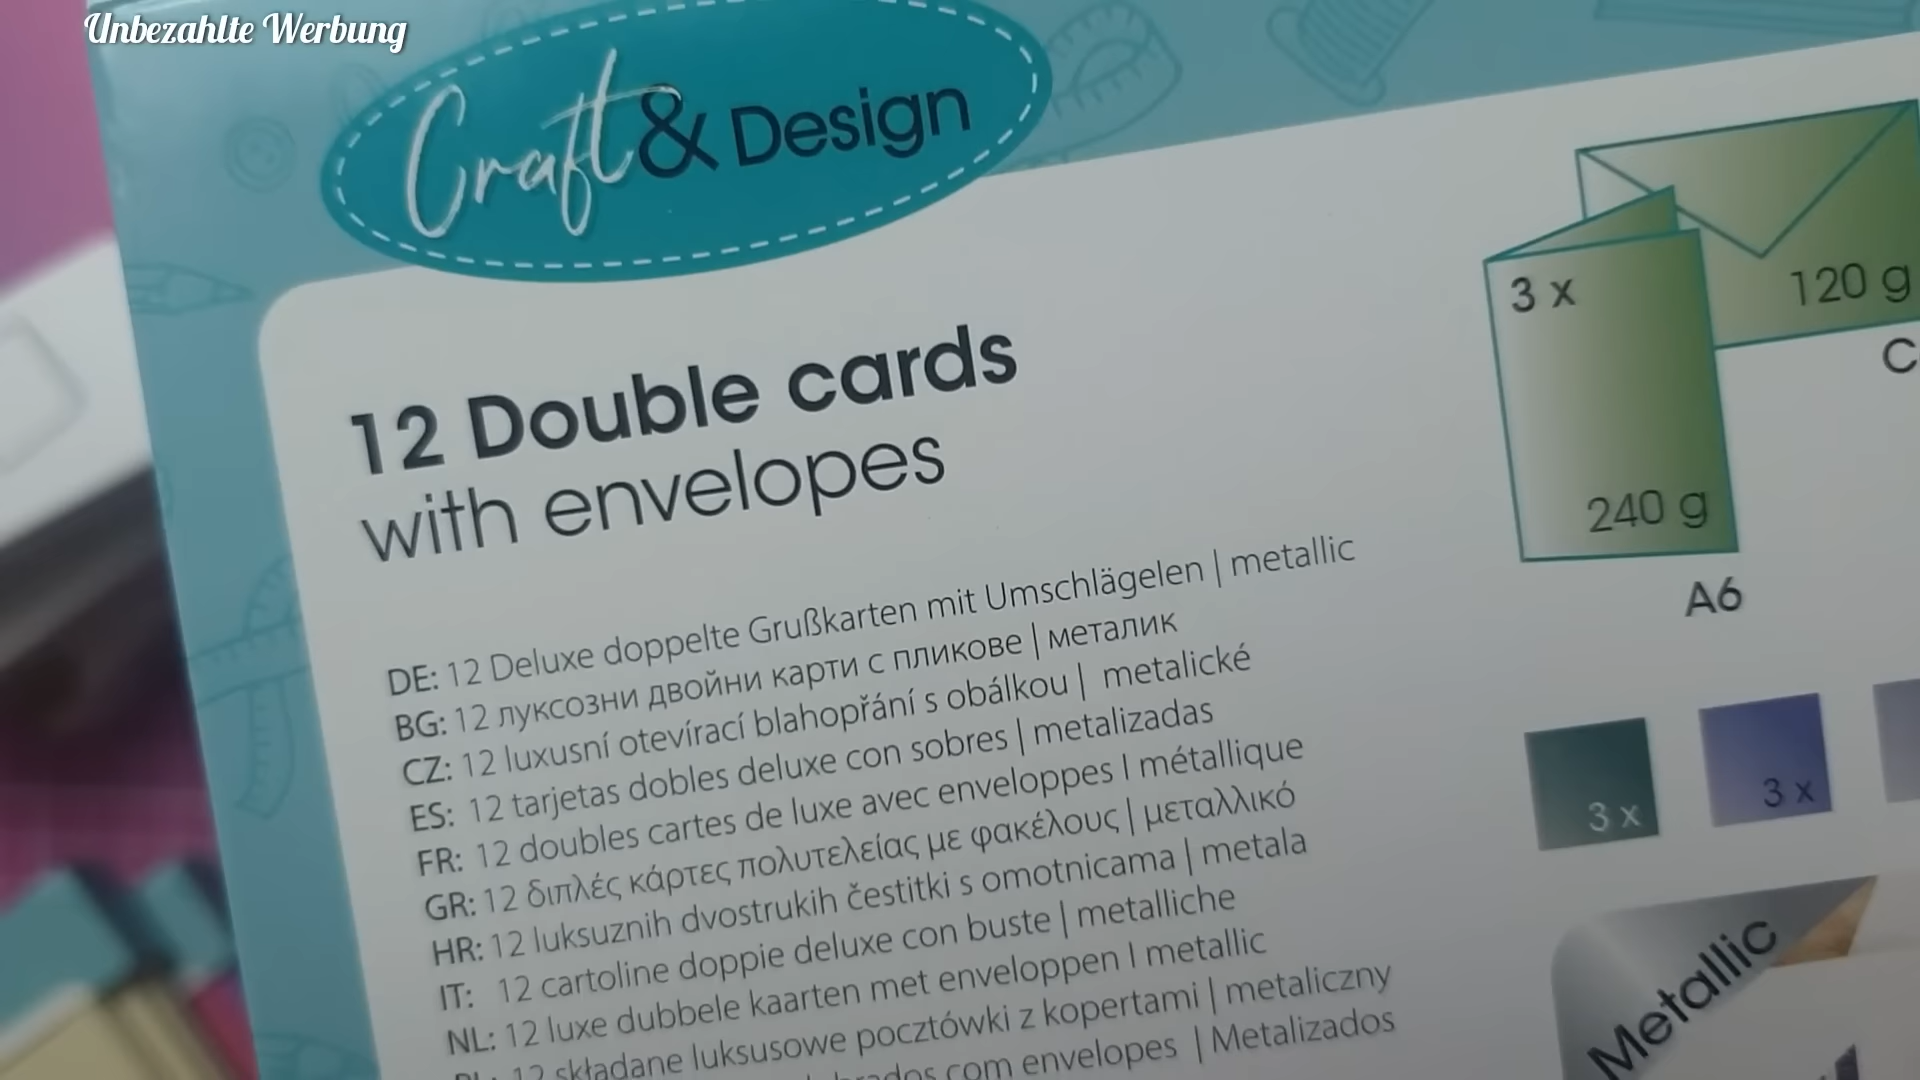 Unbezahlte Werbung
Craft & Design
12 Double cards
with envelopes
DE: 12 Deluxe doppelte Grußkarten mit Umschlägelen | metallic
BG: 12 луксозни двойни карти с пликове | металик
CZ: 12 luxusní otevírací blahopřání s obálkou | metalické
ES: 12 tarjetas dobles deluxe con sobres | metalizadas
FR: 12 doubles cartes de luxe avec enveloppes l métallique
GR: 12 διπλές κάρτες πολυτελείας με φακέλους | μεταλλικό
HR: 12 luksuznih dvostrukih čestitki s omotnicama | metala
IT: 12 cartoline doppie deluxe con buste | metalliche
NL: 12 luxe dubbele kaarten met enveloppen l metallic
12 składane luksusowe pocztówki z kopertami | metaliczny
com envelopes | Metalizados
3 x
120 g
C
240 g
A6
3 x
3 x
Metallic